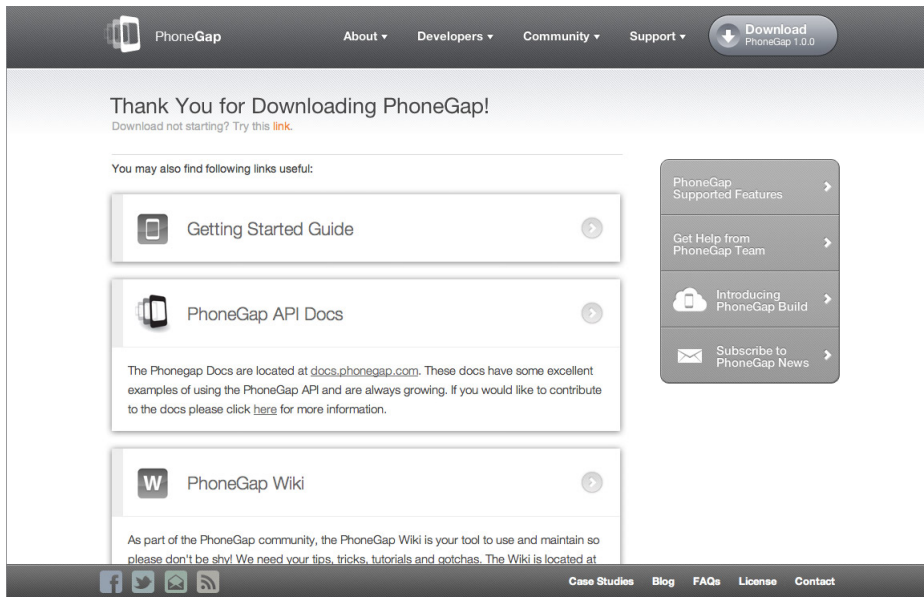 PhoneGap
About ▾ Developers ▾ Community ▾ Support ▾
Download
PhoneGap 1.0.0
Thank You for Downloading PhoneGap!
Download not starting? Try this link.
You may also find following links useful:
Getting Started Guide
PhoneGap API Docs
The Phonegap Docs are located at docs.phonegap.com. These docs have some excellent
examples of using the PhoneGap API and are always growing. If you would like to contribute
to the docs please click here for more information.
W PhoneGap Wiki
As part of the PhoneGap community, the PhoneGap Wiki is your tool to use and maintain so
please don't be shy! We need your tips, tricks, tutorials and gotchas. The Wiki is located at
PhoneGap
Supported Features
Get Help from
PhoneGap Team
Introducing
PhoneGap Build
Subscribe to
PhoneGap News
Case Studies Blog FAQs License Contact